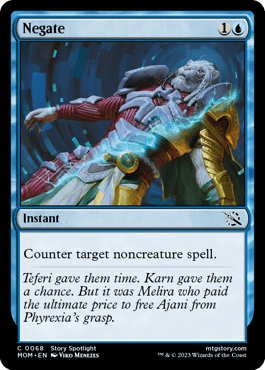 Negate
1
Instant
Counter target noncreature spell.
Teferi gave them time. Karn gave them
a chance. But it was Melira who paid
the ultimate price to free Ajani from
Phyrexia's grasp.
C 0068 Story Spotlight mtgstory.com
MOM • EN Viko Menezes ™ & © 2023 Wizards of the Coast